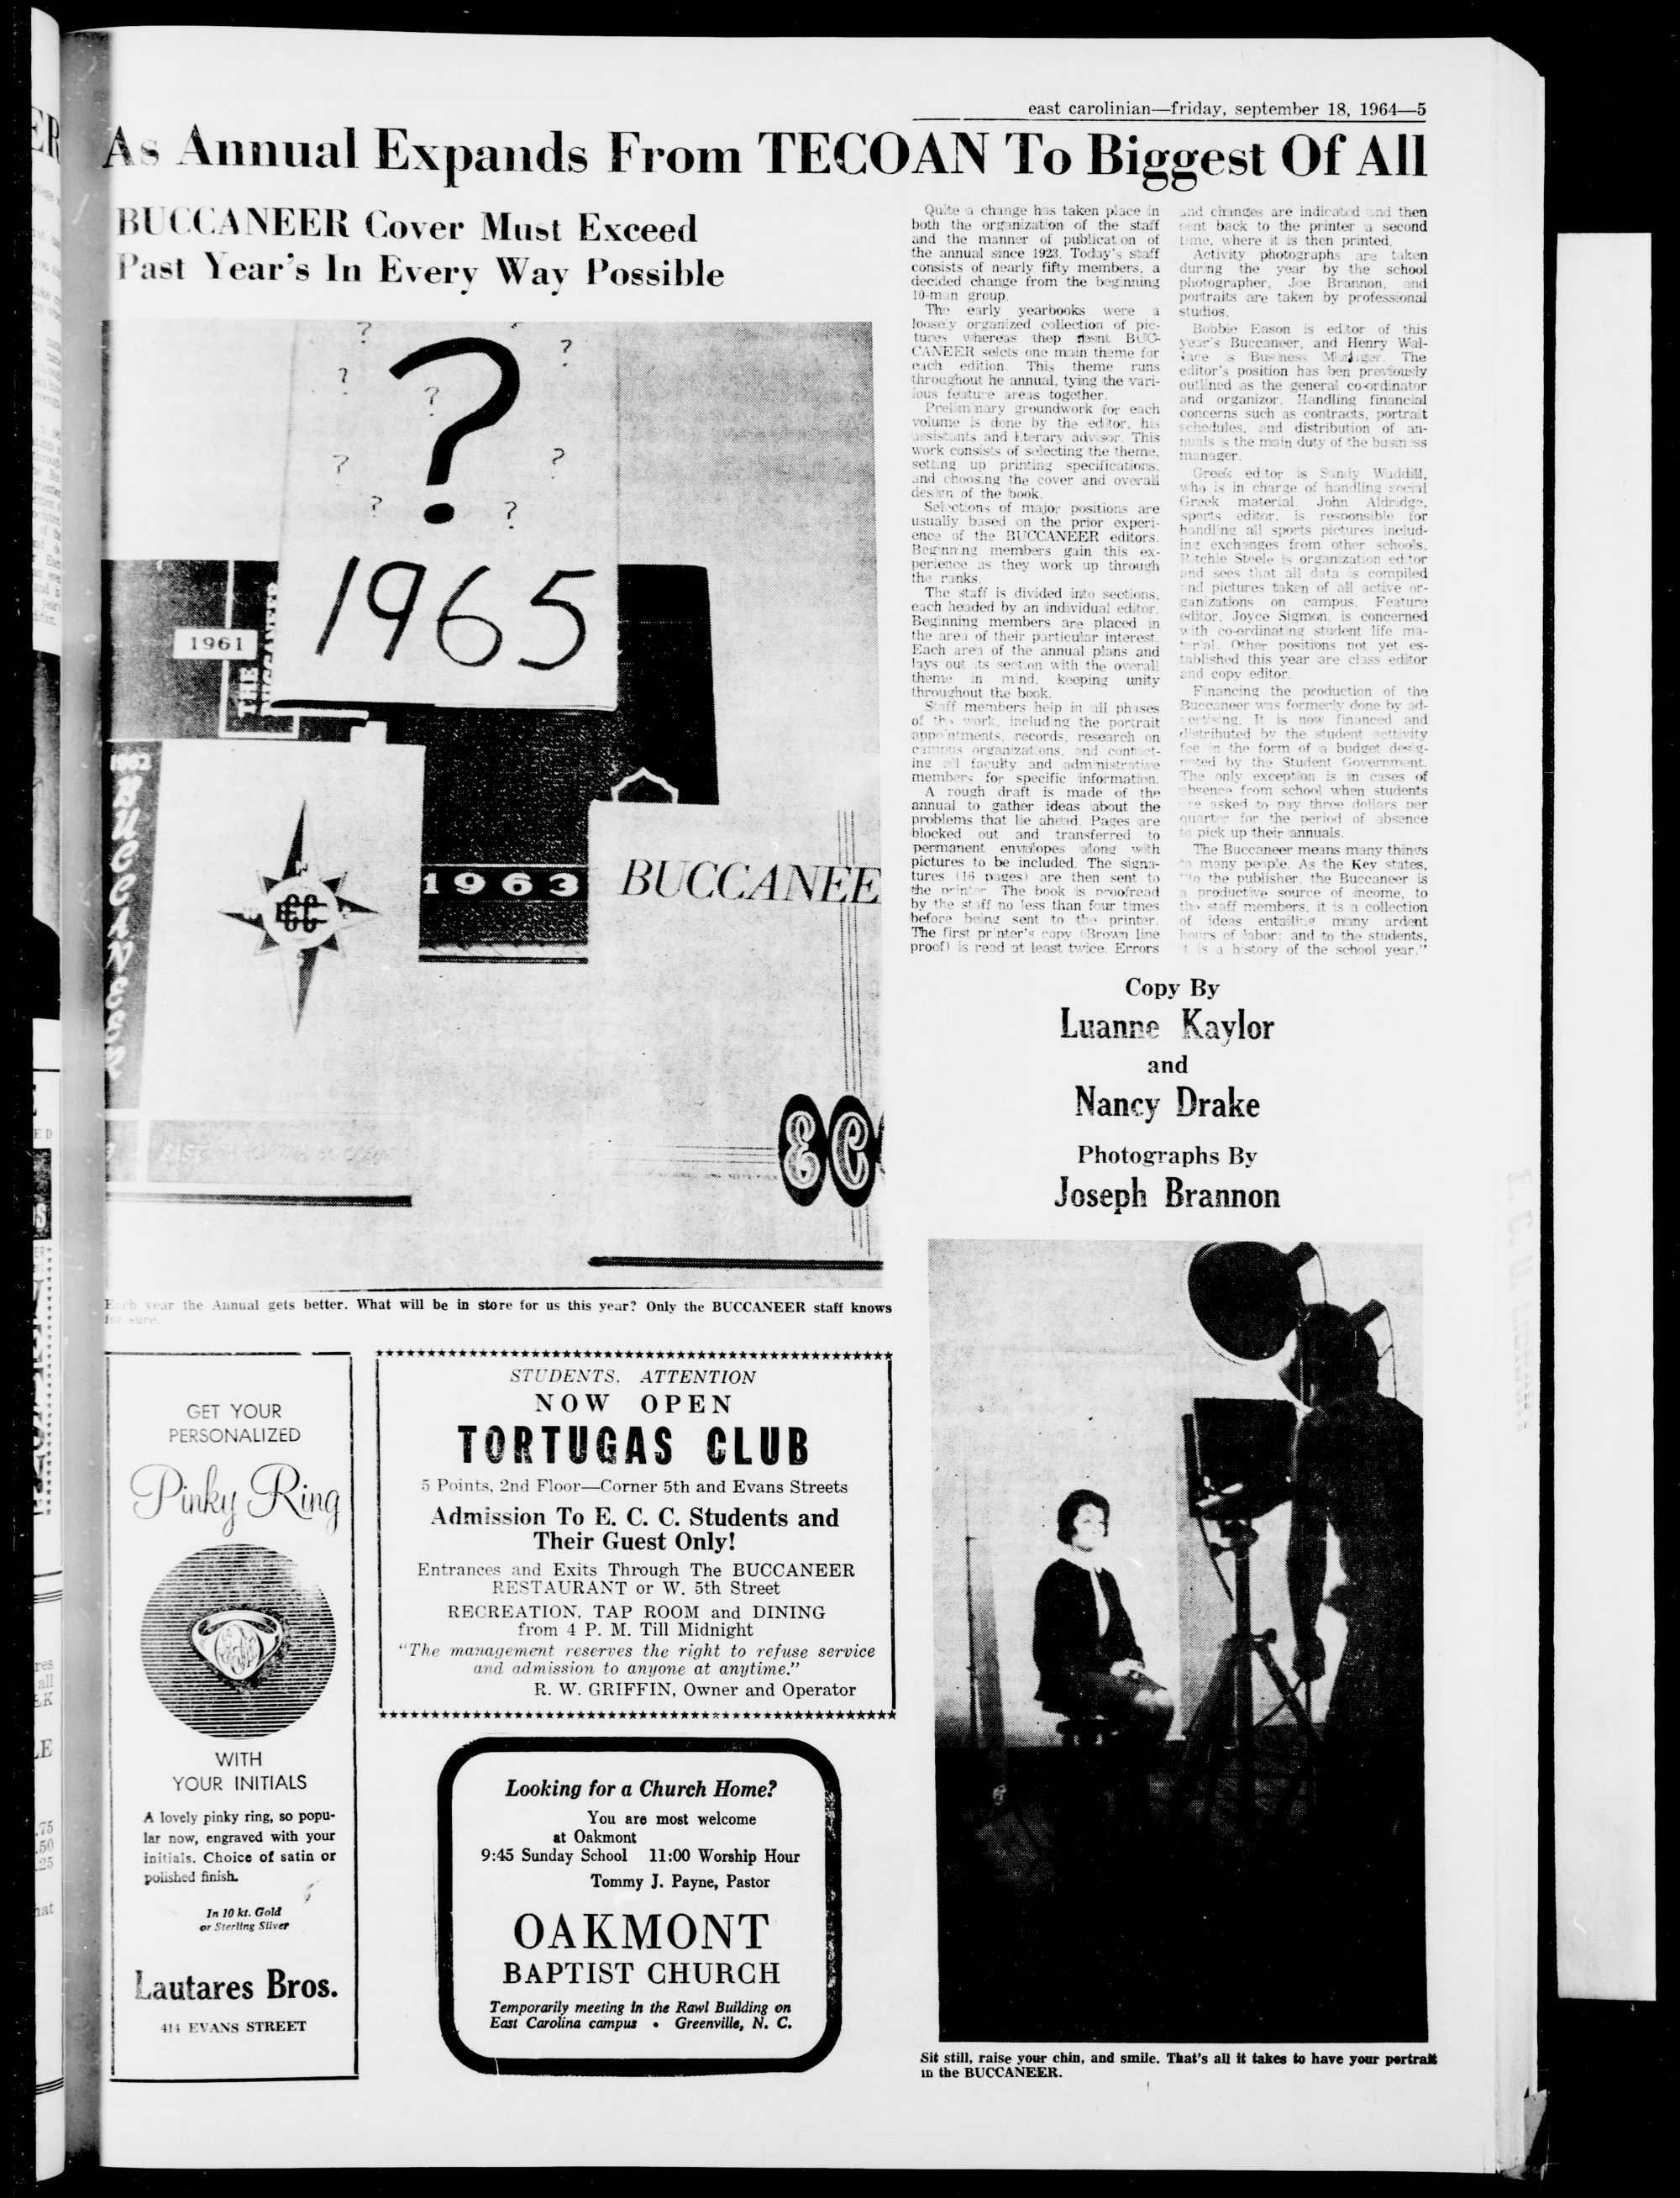 east carolinian—friday, september 18, 1964—5
As Annual Expands From TECOAN To Biggest Of All
BUCCANEER Cover Must Exceed
Past Year's In Every Way Possible
?
1965
1961
THE
1962
1963
BUCCANEE
Each year the Annual gets better. What will be in store for us this year? Only the BUCCANEER staff knows
for sure.
Quite a change has taken place in
both the organization of the staff
and the manner of publication of
the annual since 1923. Today's staff
consists of nearly fifty members, a
decided change from the beginning
10-man group.
The early yearbooks were a
loosely organized collection of pic-
tures whereas thep BUC-
CANEER selcts one main theme for
each edition. This theme runs
throughout he annual, tying the vari-
ious feature areas together.
Preliminary groundwork for each
volume is done by the editor, his
assistants and literary advisor. This
work consists of selecting the theme,
setting up printing specifications,
and choosing the cover and overall
design of the book.
Selections of major positions are
usually based on the prior experi-
ence of the BUCCANEER editors.
Beginning members gain this ex-
perience as they work up through
the ranks.
The staff is divided into sections,
each headed by an individual editor.
Beginning members are placed in
the area of their particular interest.
Each area of the annual plans and
lays out its section with the overall
theme in mind, keeping unity
throughout the book.
Staff members help in all phases
of the work, including the portrait
appointments, records, research on
campus organizations, and contact-
ing all faculty and administrative
members for specific information.
A rough draft is made of the
annual to gather ideas about the
problems that lie ahead. Pages are
blocked out and transferred to
permanent envelopes along with
pictures to be included. The signa-
tures (16 pages) are then sent to
the printer. The book is proofread
by the staff no less than four times
before being sent to the printer.
The first printer's copy (Brown line
proof) is read at least twice. Errors
and changes are indicated and then
sent back to the printer a second
time, where it is then printed.
Activity photographs are taken
during the year by the school
photographer, Joe Brannon, and
portraits are taken by professional
studios.
Bobbie Eason is editor of this
year's Buccaneer, and Henry Wal-
lace is Business Manager. The
editor's position has ben previously
outlined as the general co-ordinator
and organizor. Handling financial
concerns such as contracts, portrait
schedules, and distribution of an-
nuals is the main duty of the business
manager.
Greek editor is Sandy Waddill,
who is in charge of handling social
Greek material. John Aldridge,
sports editor, is responsible for
handling all sports pictures includ-
ing exchanges from other schools.
Ritchie Steele is organization editor
and sees that all data is compiled
and pictures taken of all active or-
ganizations on campus. Feature
editor, Joyce Sigmon, is concerned
with co-ordinating student life ma-
terial. Other positions not yet es-
tablished this year are class editor
and copy editor.
Financing the production of the
Buccaneer was formerly done by ad-
vertising. It is now financed and
distributed by the student acttivity
fee in the form of a budget desig-
nated by the Student Government.
The only exception is in cases of
absence from school when students
are asked to pay three dollars per
quarter for the period of absence
to pick up their annuals.
The Buccaneer means many things
to many people. As the Key states,
"to the publisher, the Buccaneer is
a productive source of income, to
the staff members, it is a collection
of ideas entailing many ardent
hours of labor; and to the students,
it is a history of the school year."
Copy By
Luanne Kaylor
and
Nancy Drake
Photographs By
Joseph Brannon
Sit still, raise your chin, and smile. That's all it takes to have your portrait
in the BUCCANEER.
GET YOUR
PERSONALIZED
Pinky Ring
WITH
YOUR INITIALS
A lovely pinky ring, so popu-
lar now, engraved with your
initials. Choice of satin or
polished finish.
In 10 kt. Gold
or Sterling Silver
Lautares Bros.
414 EVANS STREET
STUDENTS, ATTENTION
NOW OPEN
TORTUGAS CLUB
5 Points, 2nd Floor—Corner 5th and Evans Streets
Admission To E. C. C. Students and
Their Guest Only!
Entrances and Exits Through The BUCCANEER
RESTAURANT or W. 5th Street
RECREATION, TAP ROOM and DINING
from 4 P. M. Till Midnight
"The management reserves the right to refuse service
and admission to anyone at anytime."
R. W. GRIFFIN, Owner and Operator
Looking for a Church Home?
You are most welcome
at Oakmont
9:45 Sunday School 11:00 Worship Hour
Tommy J. Payne, Pastor
OAKMONT
BAPTIST CHURCH
Temporarily meeting in the Rawl Building on
East Carolina campus • Greenville, N. C.